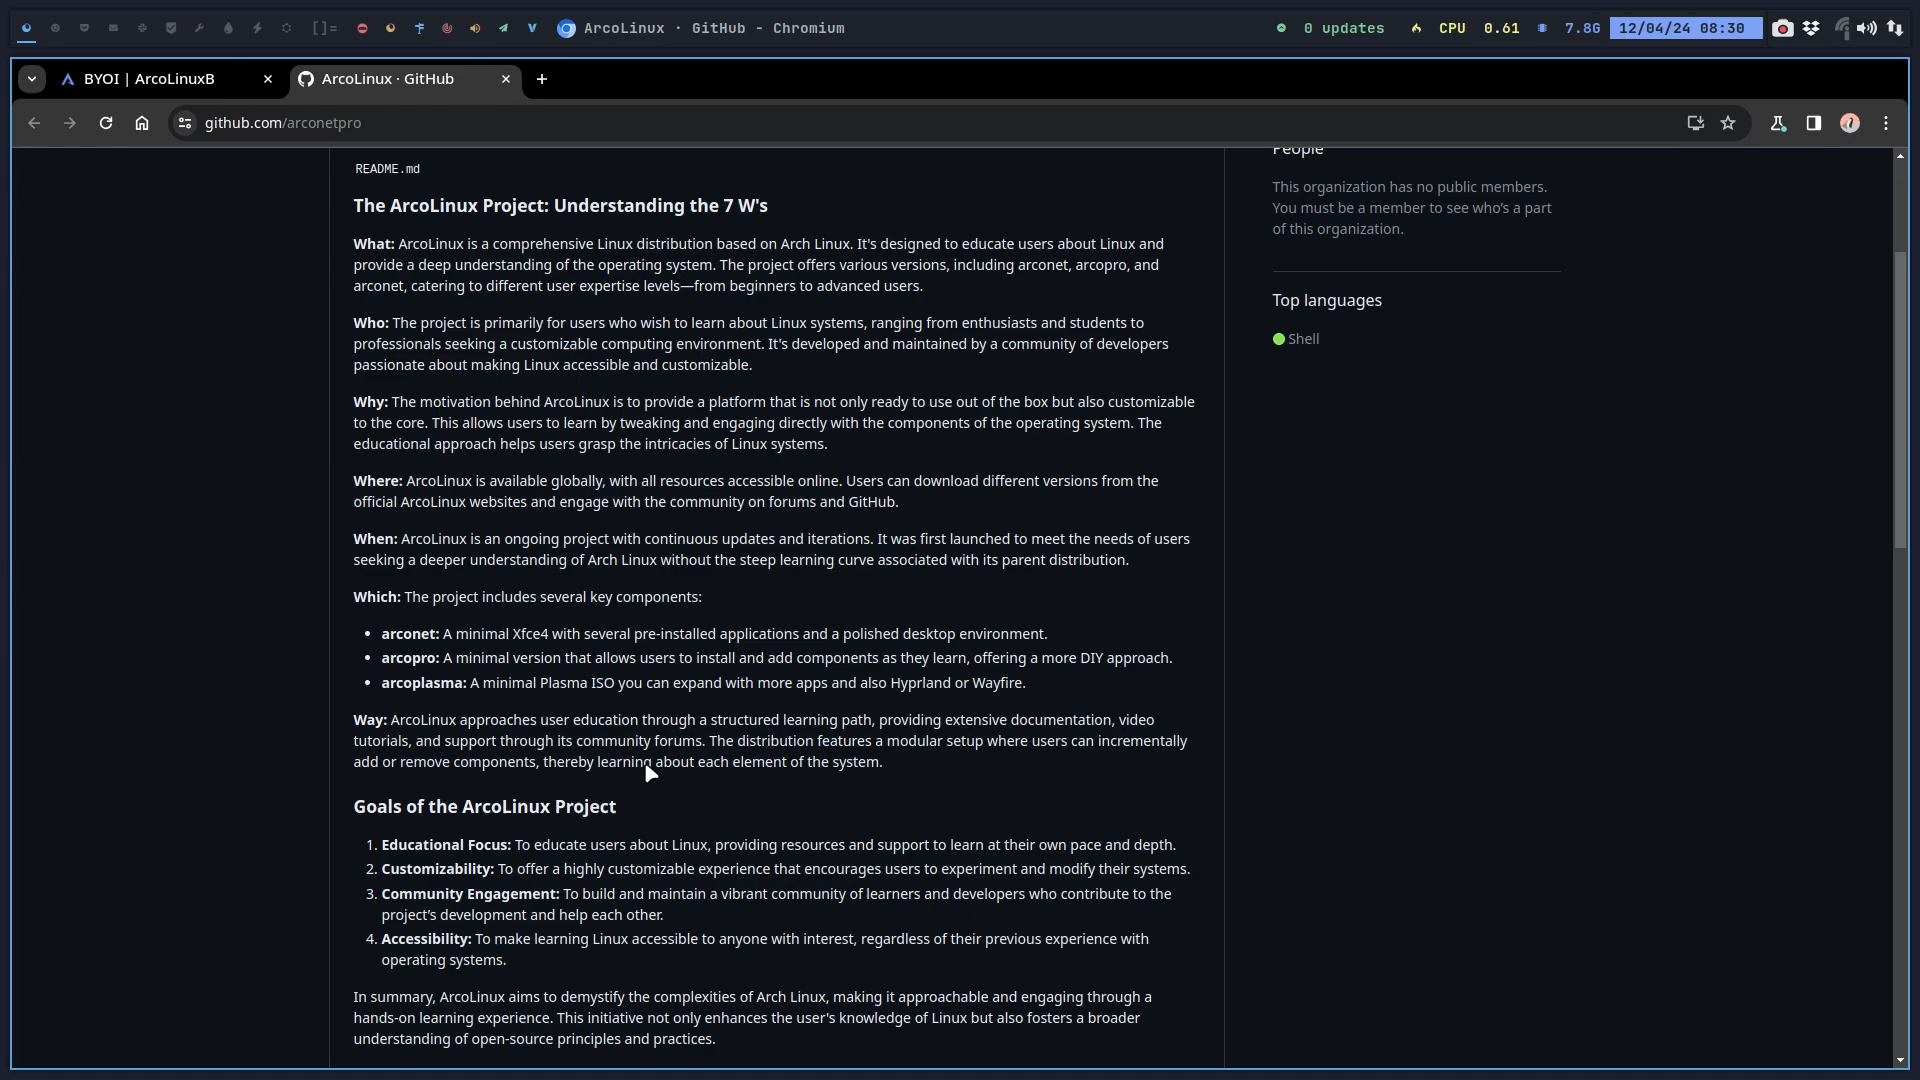 []= ArcoLinux · GitHub - Chromium 0 updates CPU 0.61 7.8G 12/04/24 08:30
BYOI | ArcoLinuxB ArcoLinux · GitHub
github.com/arconetpro
README.md
The ArcoLinux Project: Understanding the 7 W's
What: ArcoLinux is a comprehensive Linux distribution based on Arch Linux. It's designed to educate users about Linux and
provide a deep understanding of the operating system. The project offers various versions, including arconet, arcopro, and
arconet, catering to different user expertise levels—from beginners to advanced users.
Who: The project is primarily for users who wish to learn about Linux systems, ranging from enthusiasts and students to
professionals seeking a customizable computing environment. It's developed and maintained by a community of developers
passionate about making Linux accessible and customizable.
Why: The motivation behind ArcoLinux is to provide a platform that is not only ready to use out of the box but also customizable
to the core. This allows users to learn by tweaking and engaging directly with the components of the operating system. The
educational approach helps users grasp the intricacies of Linux systems.
Where: ArcoLinux is available globally, with all resources accessible online. Users can download different versions from the
official ArcoLinux websites and engage with the community on forums and GitHub.
When: ArcoLinux is an ongoing project with continuous updates and iterations. It was first launched to meet the needs of users
seeking a deeper understanding of Arch Linux without the steep learning curve associated with its parent distribution.
Which: The project includes several key components:
• arconet: A minimal Xfce4 with several pre-installed applications and a polished desktop environment.
• arcopro: A minimal version that allows users to install and add components as they learn, offering a more DIY approach.
• arcoplasma: A minimal Plasma ISO you can expand with more apps and also Hyprland or Wayfire.
Way: ArcoLinux approaches user education through a structured learning path, providing extensive documentation, video
tutorials, and support through its community forums. The distribution features a modular setup where users can incrementally
add or remove components, thereby learning about each element of the system.
Goals of the ArcoLinux Project
1. Educational Focus: To educate users about Linux, providing resources and support to learn at their own pace and depth.
2. Customizability: To offer a highly customizable experience that encourages users to experiment and modify their systems.
3. Community Engagement: To build and maintain a vibrant community of learners and developers who contribute to the
project's development and help each other.
4. Accessibility: To make learning Linux accessible to anyone with interest, regardless of their previous experience with
operating systems.
In summary, ArcoLinux aims to demystify the complexities of Arch Linux, making it approachable and engaging through a
hands-on learning experience. This initiative not only enhances the user's knowledge of Linux but also fosters a broader
understanding of open-source principles and practices.
People
This organization has no public members.
You must be a member to see who's a part
of this organization.
Top languages
Shell